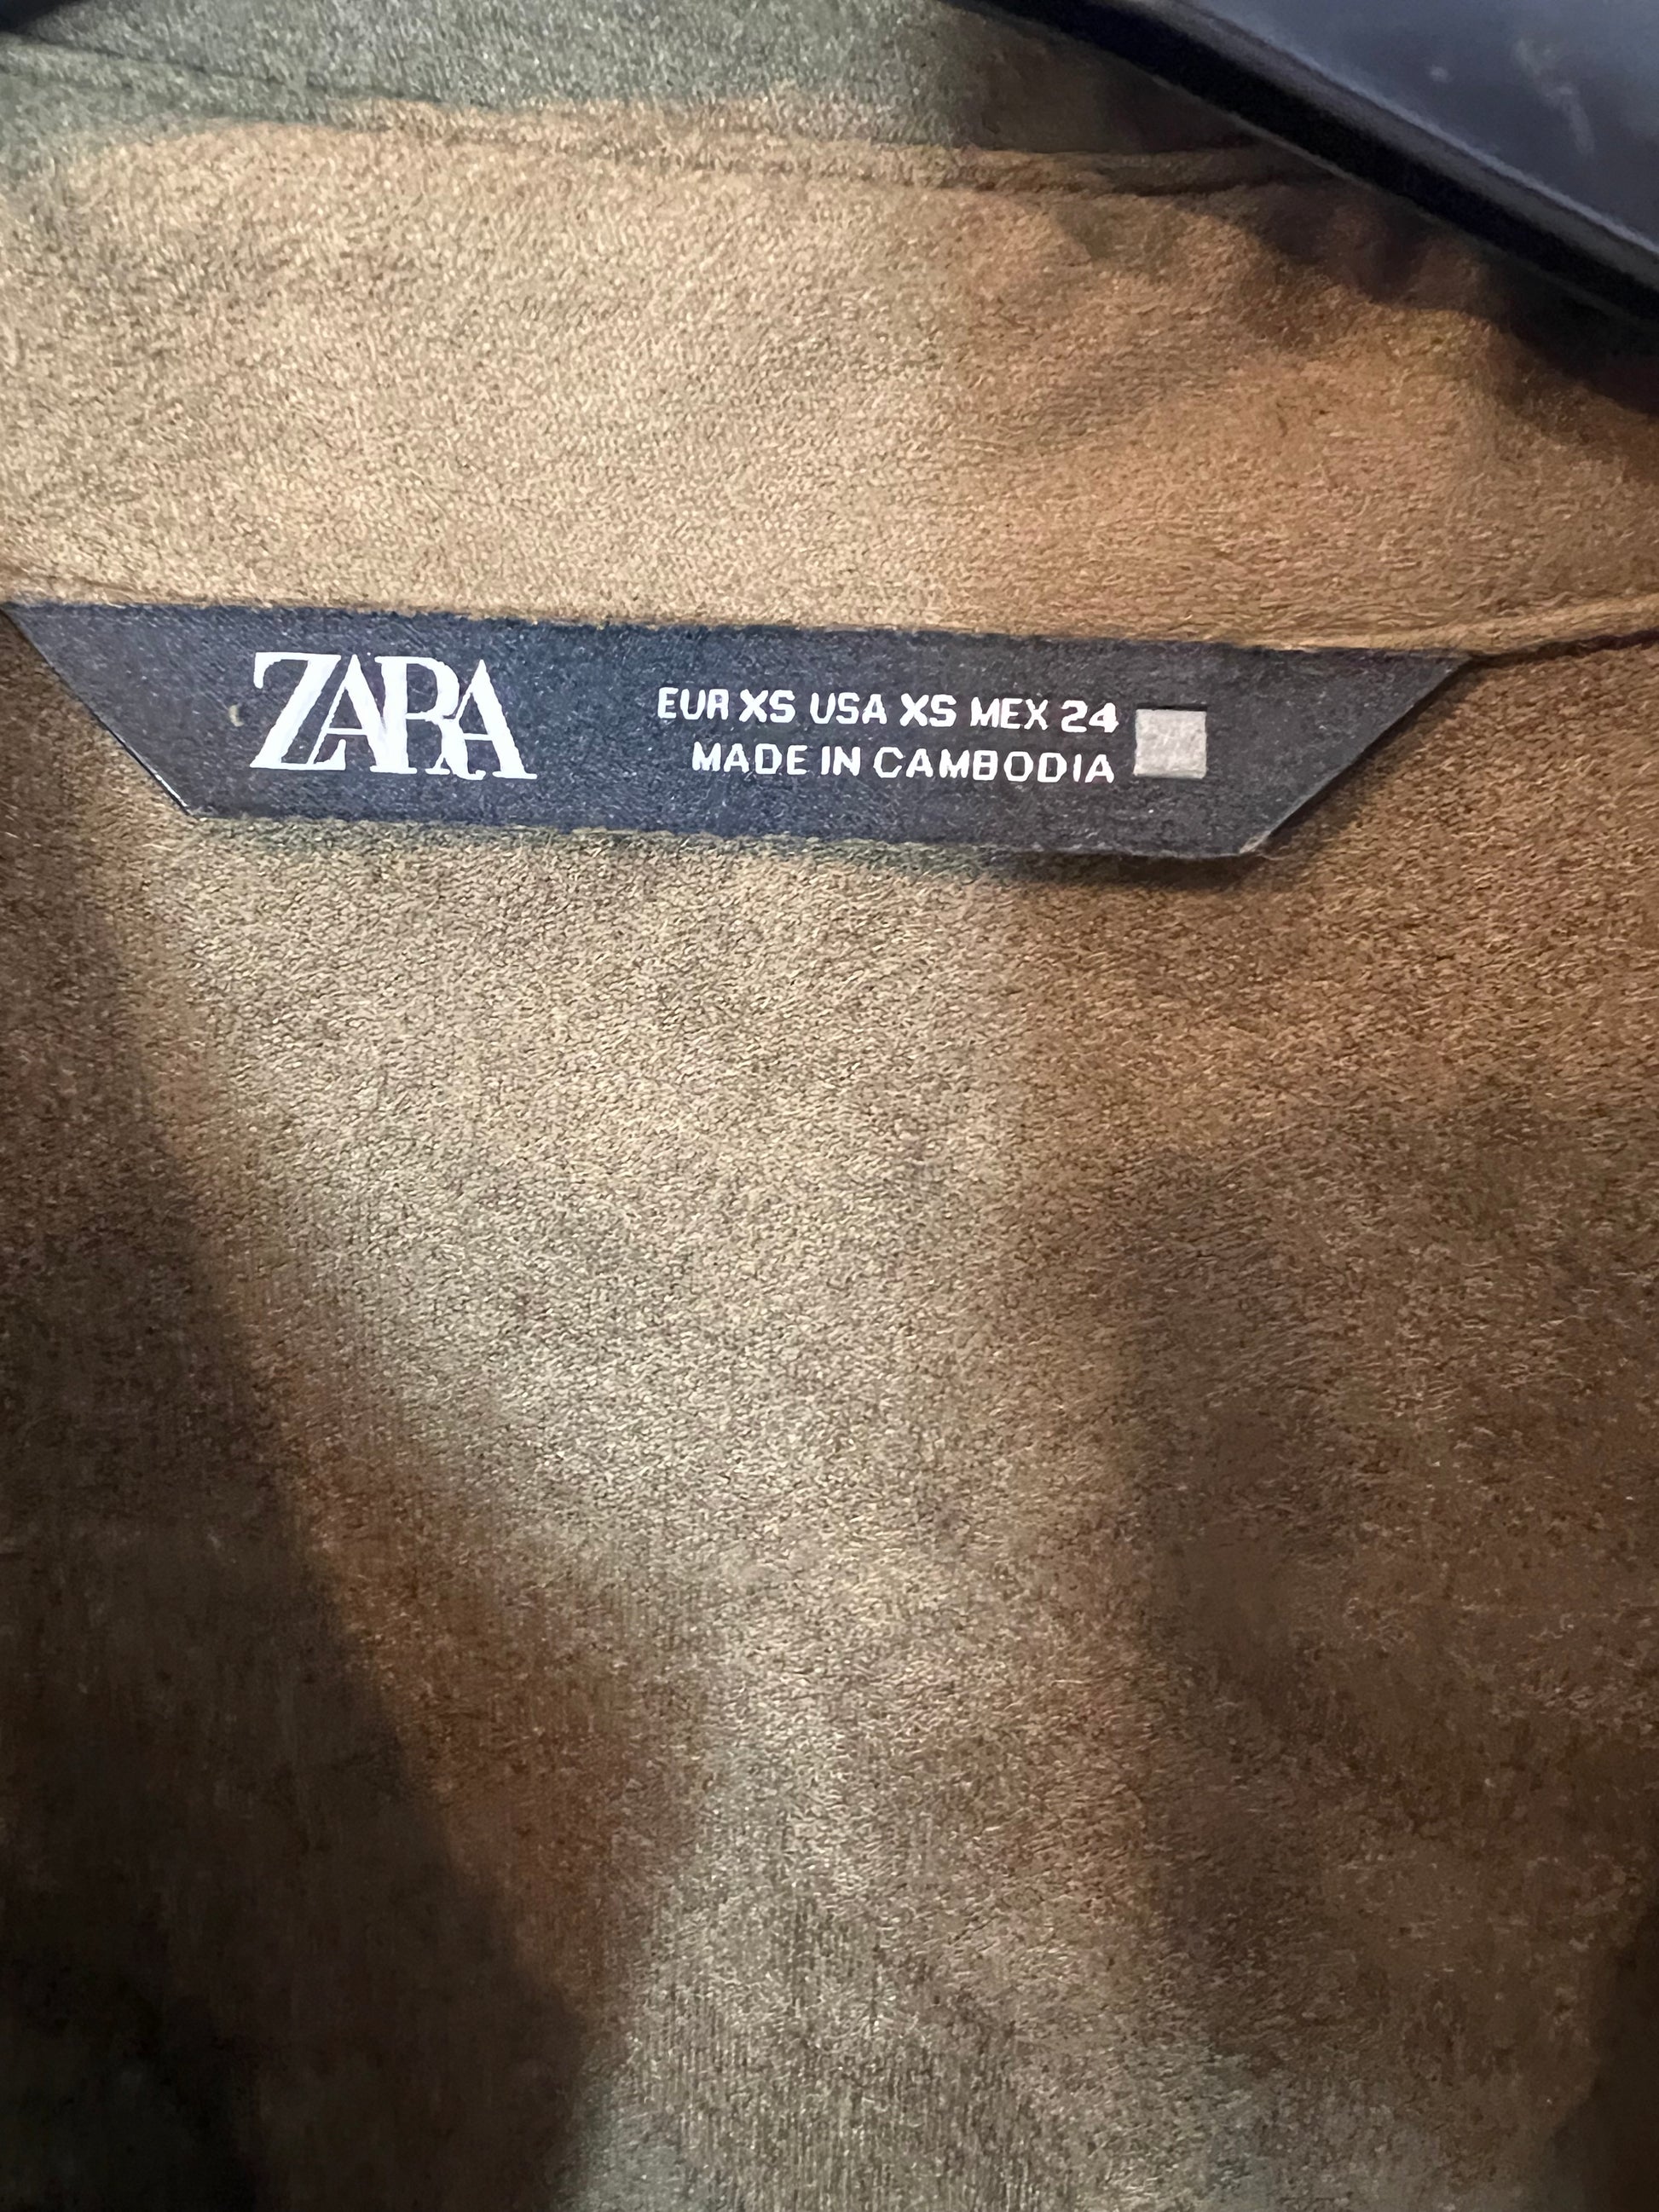 ZARA
EUR XS USA XS MEX 24
MADE IN CAMBODIA